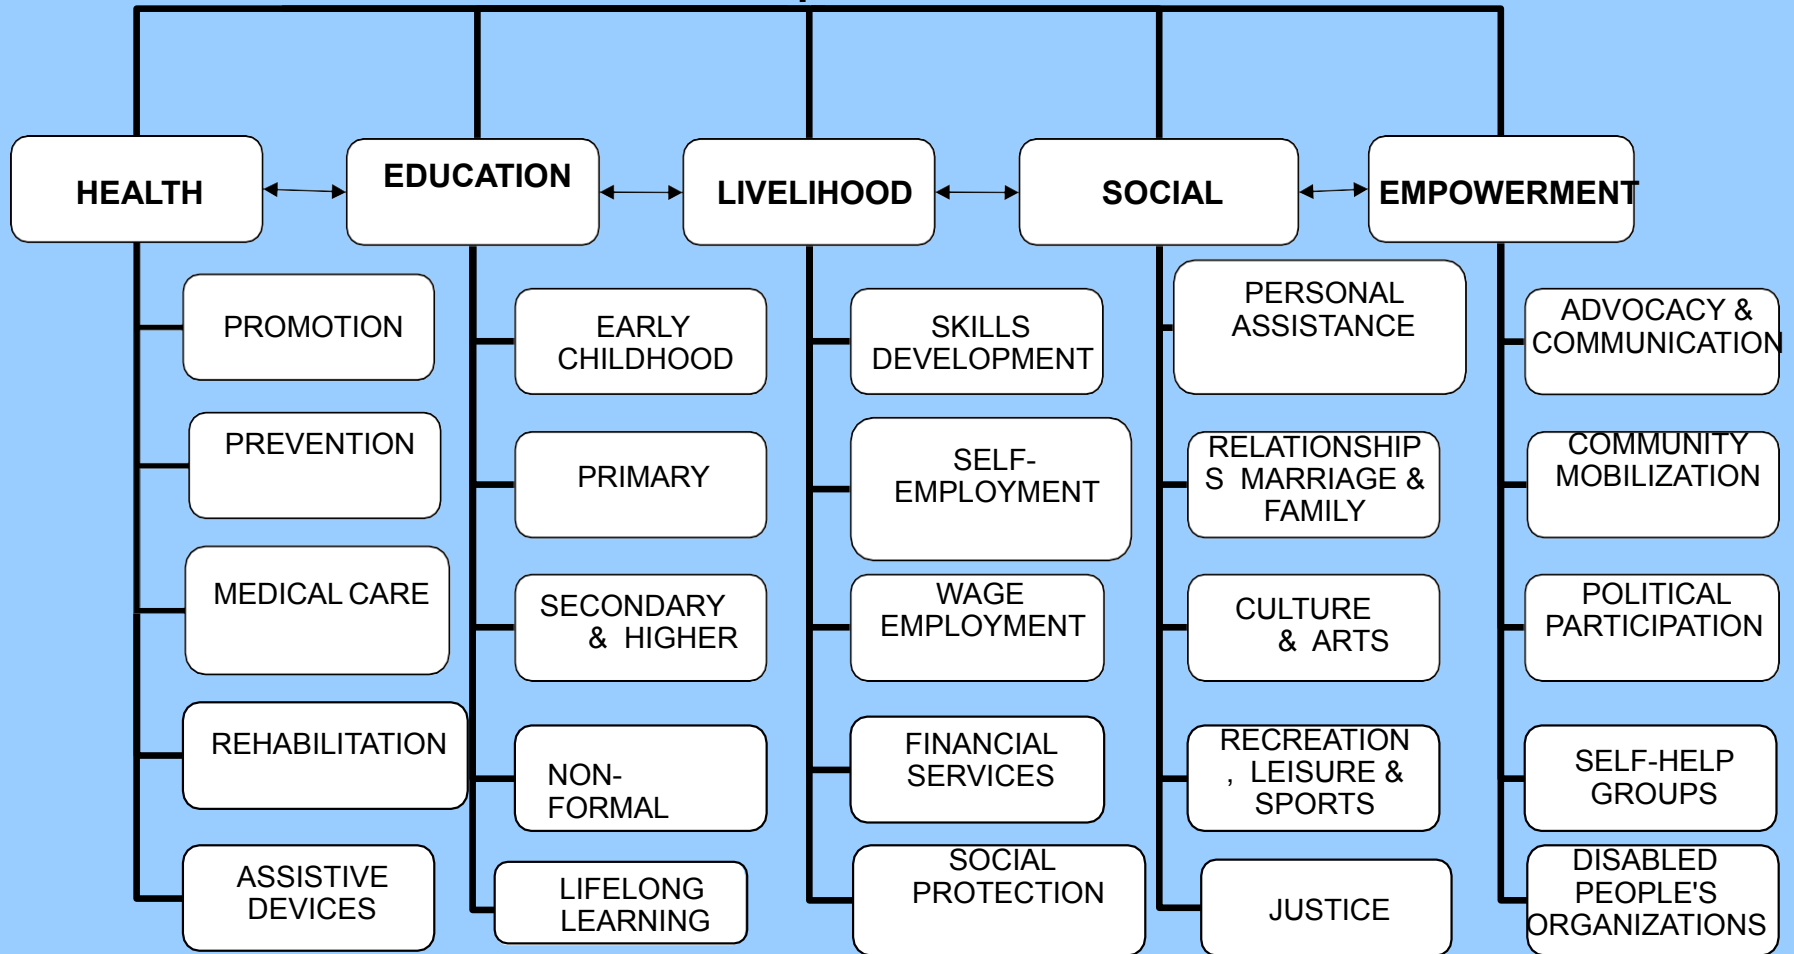 HEALTH
EDUCATION
LIVELIHOOD
SOCIAL
EMPOWERMENT
PROMOTION
PREVENTION
MEDICAL CARE
REHABILITATION
ASSISTIVE
DEVICES
EARLY
CHILDHOOD
PRIMARY
SECONDARY
& HIGHER
NON-
FORMAL
LIFELONG
LEARNING
SKILLS
DEVELOPMENT
SELF-
EMPLOYMENT
WAGE
EMPLOYMENT
FINANCIAL
SERVICES
SOCIAL
PROTECTION
PERSONAL
ASSISTANCE
RELATIONSHIP
S MARRIAGE &
FAMILY
CULTURE
& ARTS
RECREATION
, LEISURE &
SPORTS
JUSTICE
ADVOCACY &
COMMUNICATION
COMMUNITY
MOBILIZATION
POLITICAL
PARTICIPATION
SELF-HELP
GROUPS
DISABLED
PEOPLE'S
ORGANIZATIONS